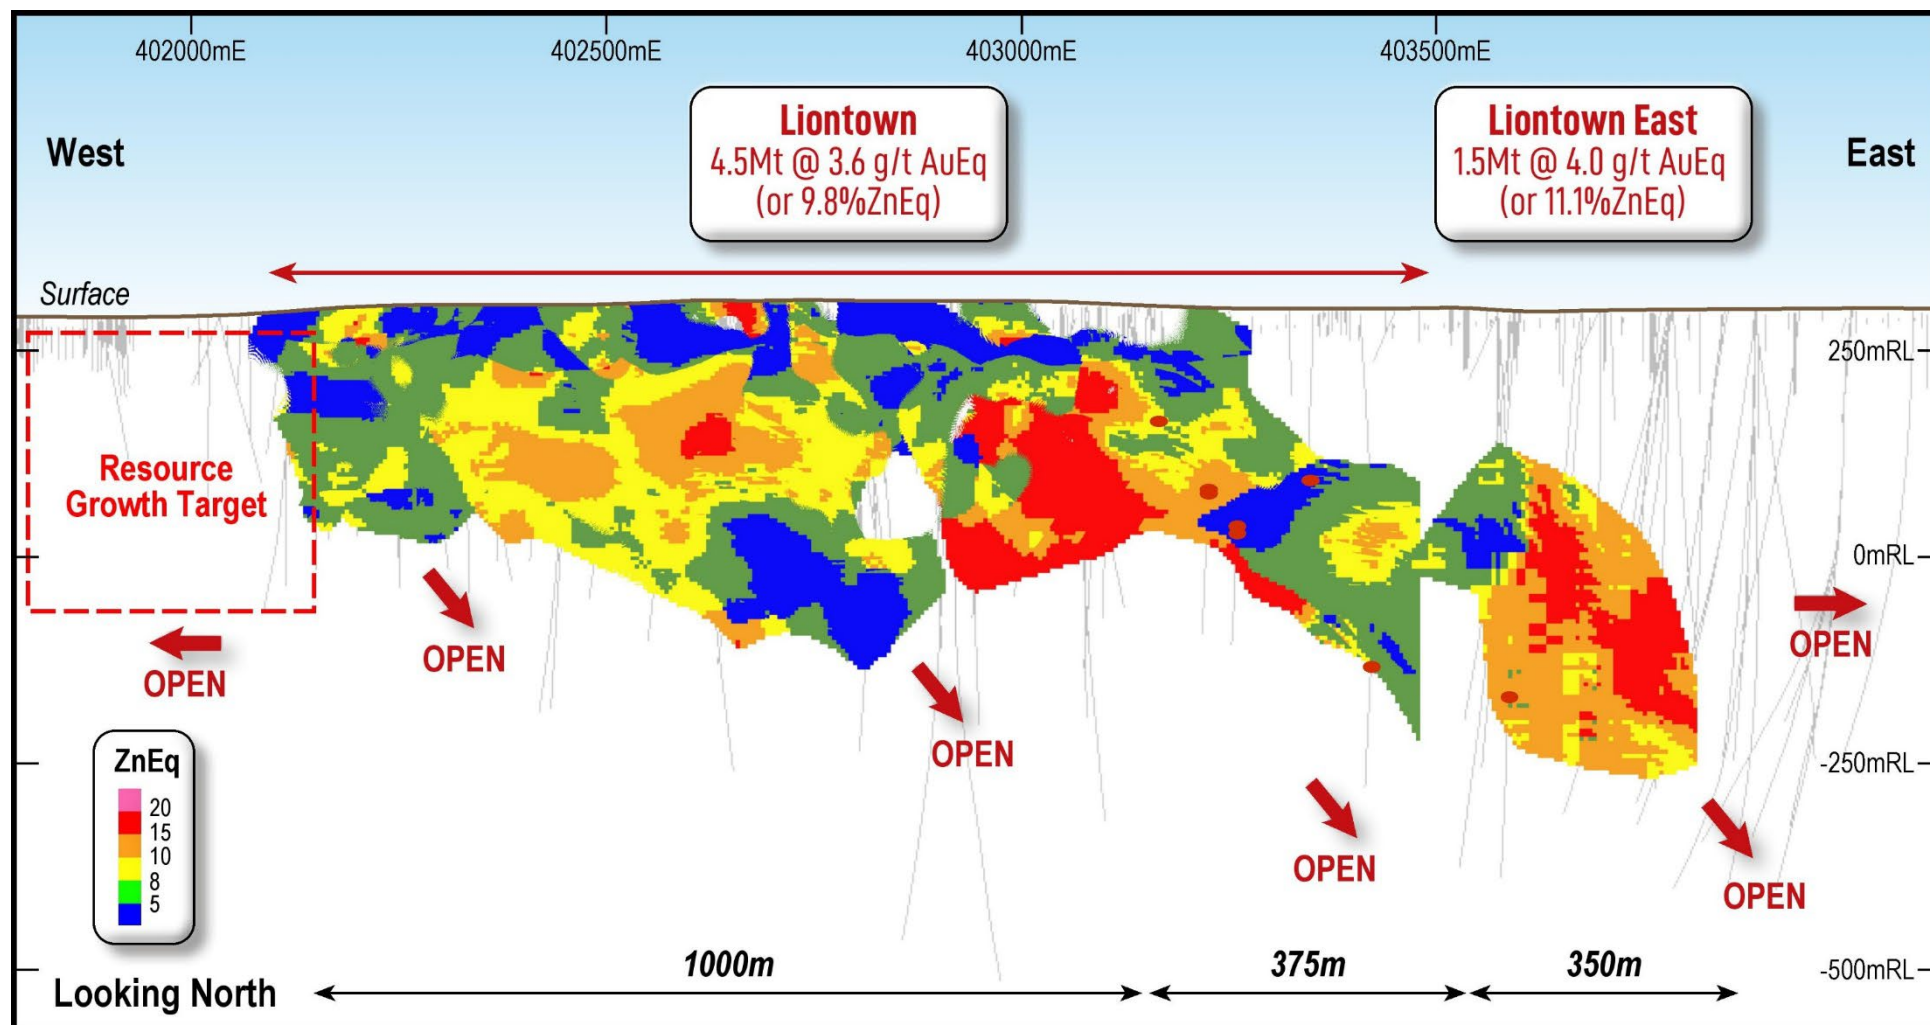 402000mE
402500mE
403000mE
403500mE
Liontown
4.5Mt @ 3.6 g/t AuEq
(or 9.8%ZnEq)
Liontown East
1.5Mt @ 4.0 g/t AuEq
(or 11.1%ZnEq)
West
East
Surface
250mRL
Resource
Growth Target
0mRL
OPEN
OPEN
OPEN
OPEN
OPEN
OPEN
-250mRL
ZnEq
20
15
10
8
5
1000m
375m
350m
-500mRL
Looking North